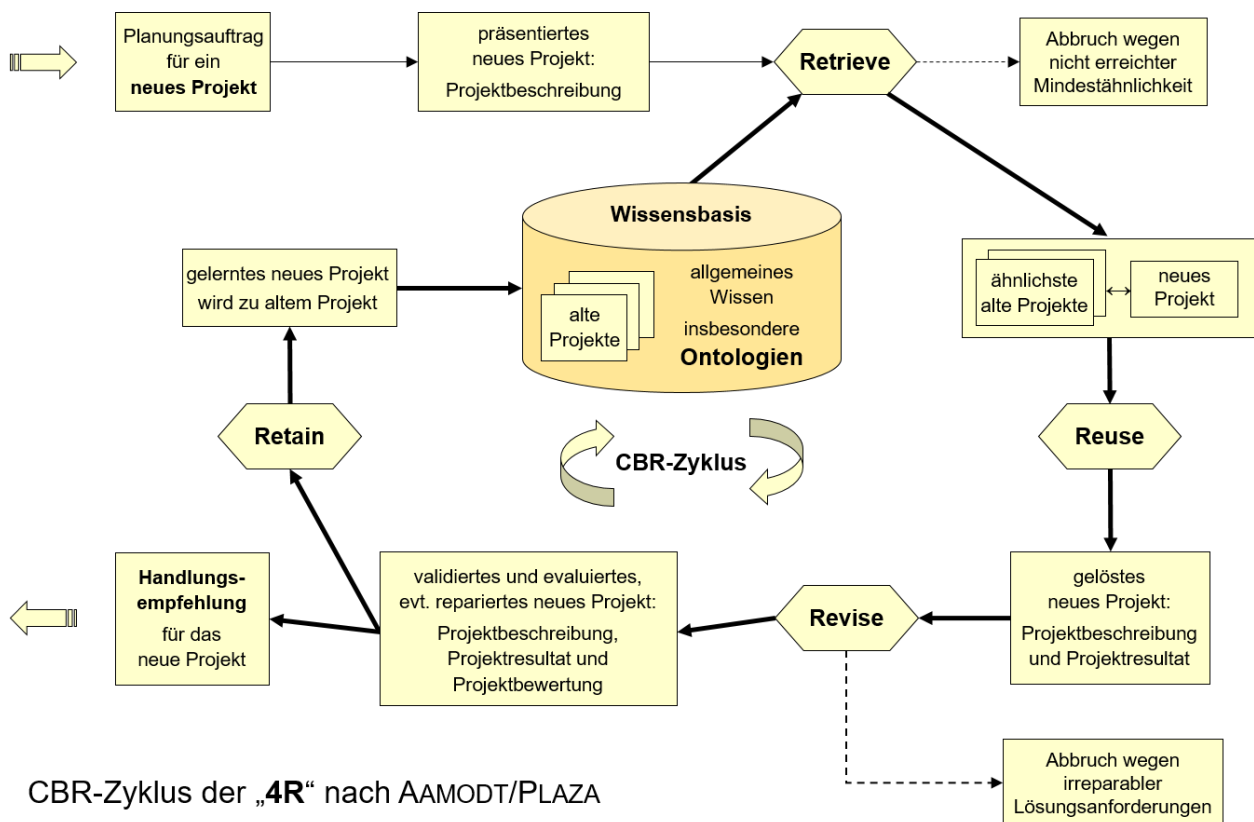 Planungsauftrag
für ein
neues Projekt
präsentiertes
neues Projekt:
Projektbeschreibung
Retrieve
Abbruch wegen
nicht erreichter
Mindestähnlichkeit
Wissensbasis
alte
Projekte
allgemeines
Wissen
insbesondere
Ontologien
gelerntes neues Projekt
wird zu altem Projekt
ähnlichste
alte Projekte
neues
Projekt
Retain
CBR-Zyklus
Reuse
Handlungs-
empfehlung
für das
neue Projekt
validiertes und evaluiertes,
evt. repariertes neues Projekt:
Projektbeschreibung,
Projektresultat und
Projektbewertung
Revise
gelöstes
neues Projekt:
Projektbeschreibung
und Projektresultat
Abbruch wegen
irreparabler
Lösungsanforderungen
CBR-Zyklus der „4R“ nach AAMODT/PLAZA